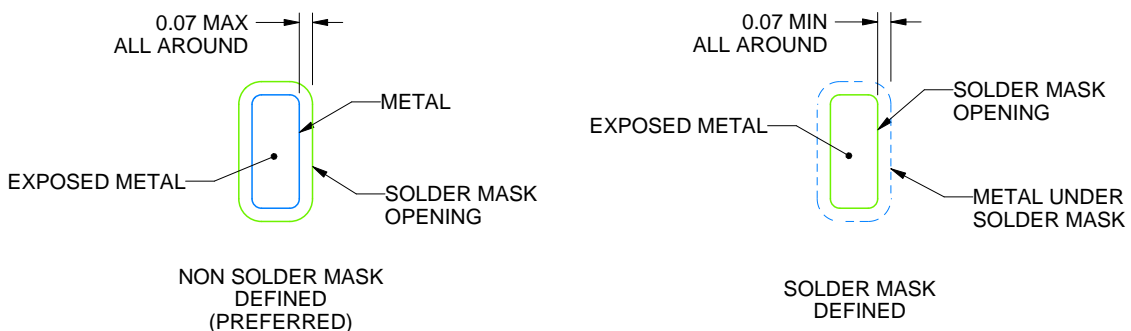 0.07 MAX
ALL AROUND
METAL
EXPOSED METAL
SOLDER MASK
OPENING
NON SOLDER MASK
DEFINED
(PREFERRED)
0.07 MIN
ALL AROUND
SOLDER MASK
OPENING
EXPOSED METAL
METAL UNDER
SOLDER MASK
SOLDER MASK
DEFINED